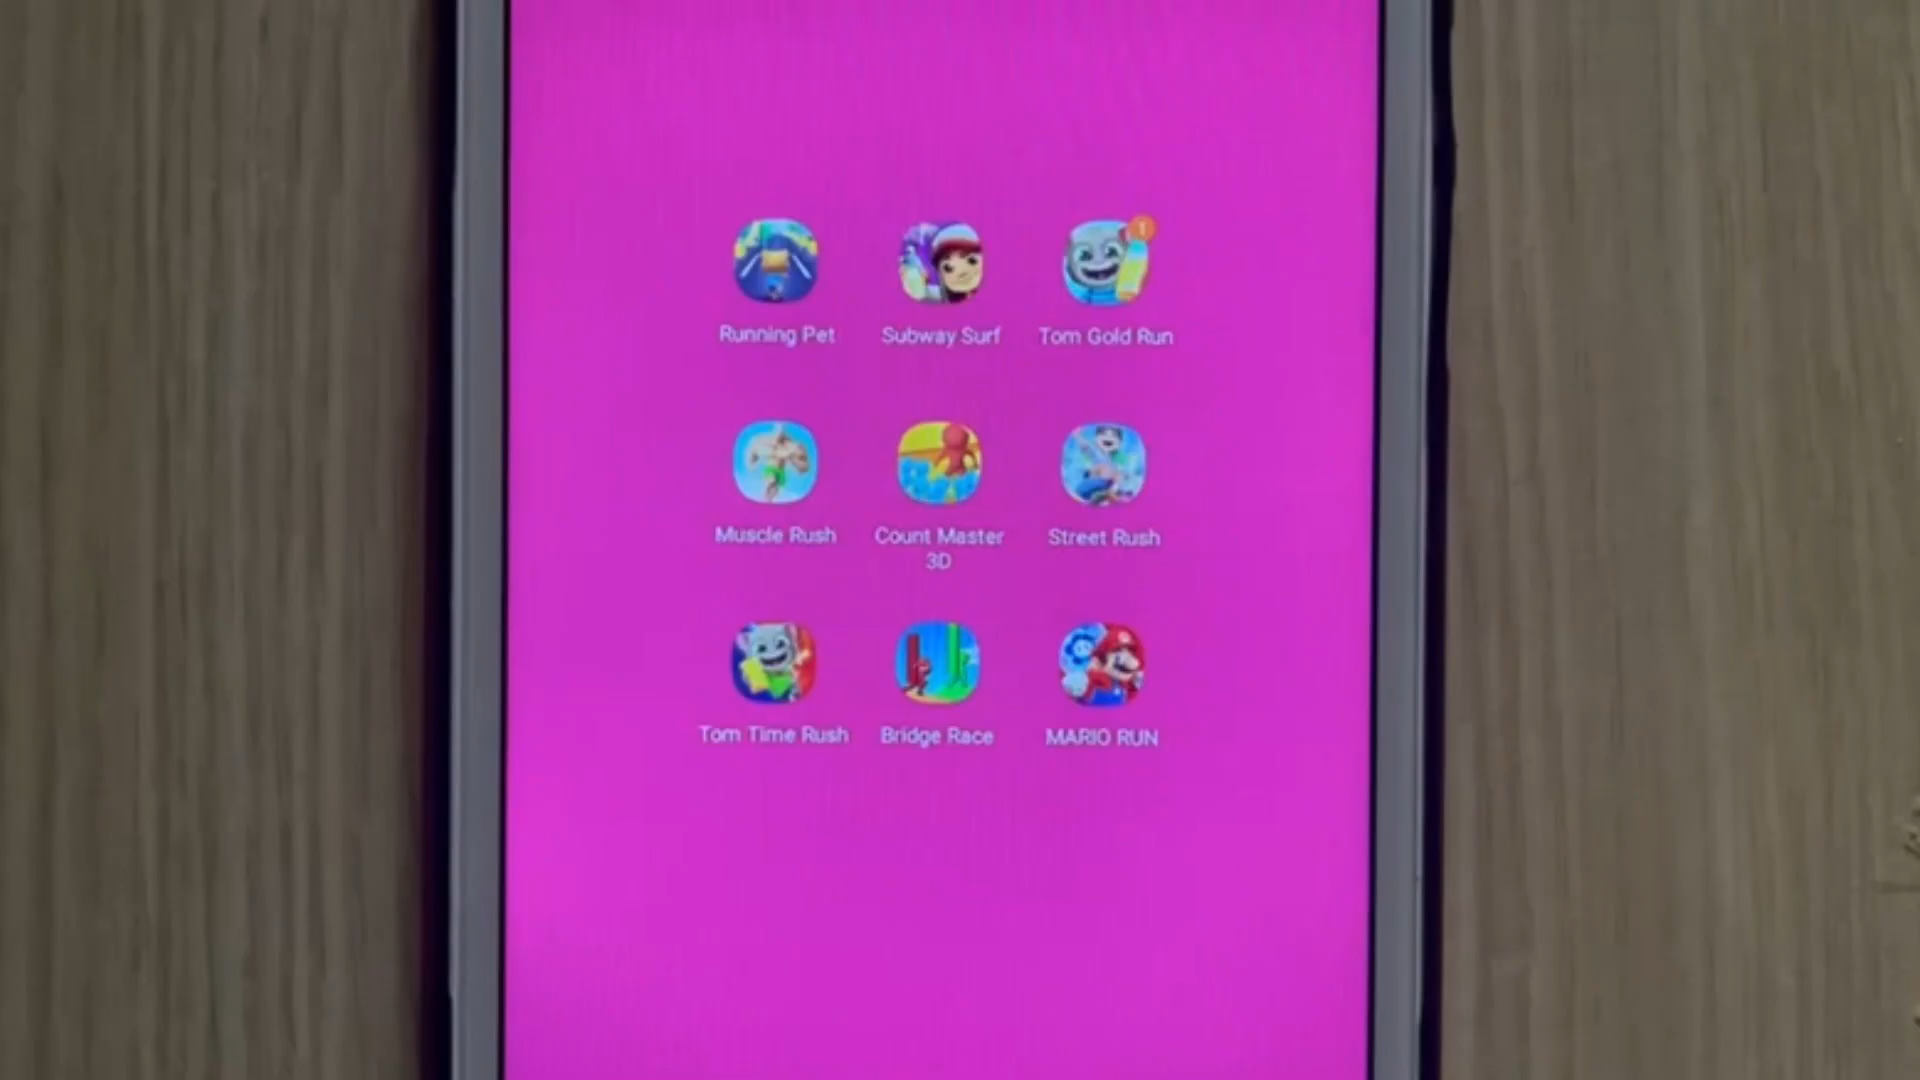 1
Running Pet
Subway Surf
Tom Gold Run
Muscle Rush
Count Master
3D
Street Rush
Tom Time Rush
Bridge Race
MARIO RUN